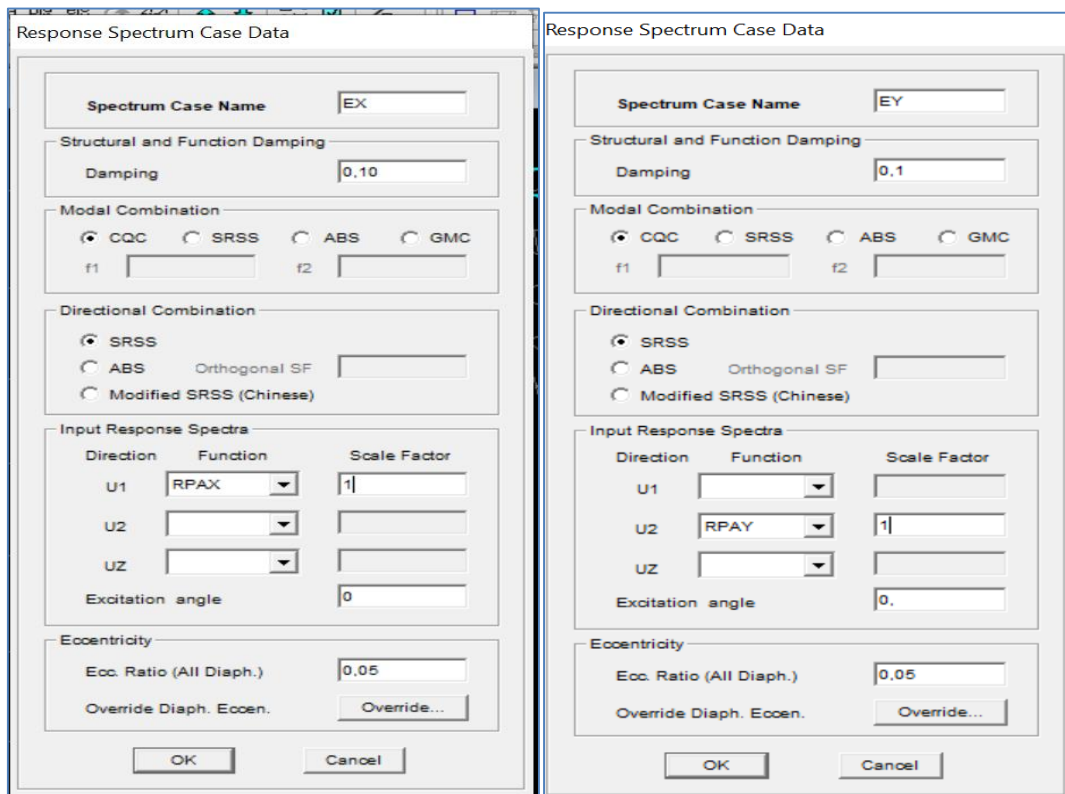 Response Spectrum Case Data
Spectrum Case Name EX
Structural and Function Damping
Damping 0,10
Modal Combination
CQC SRSS ABS GMC
f1 f2
Directional Combination
SRSS
ABS Orthogonal SF
Modified SRSS (Chinese)
Input Response Spectra
Direction Function Scale Factor
U1 RPAX 1
U2
UZ
Excitation angle 0
Eccentricity
Ecc. Ratio (All Diaph.) 0,05
Override Diaph. Eccen. Override...
OK Cancel
Response Spectrum Case Data
Spectrum Case Name EY
Structural and Function Damping
Damping 0,1
Modal Combination
CQC SRSS ABS GMC
f1 f2
Directional Combination
SRSS
ABS Orthogonal SF
Modified SRSS (Chinese)
Input Response Spectra
Direction Function Scale Factor
U1
U2 RPAY 1
UZ
Excitation angle 0,
Eccentricity
Ecc. Ratio (All Diaph.) 0,05
Override Diaph. Eccen. Override...
OK Cancel